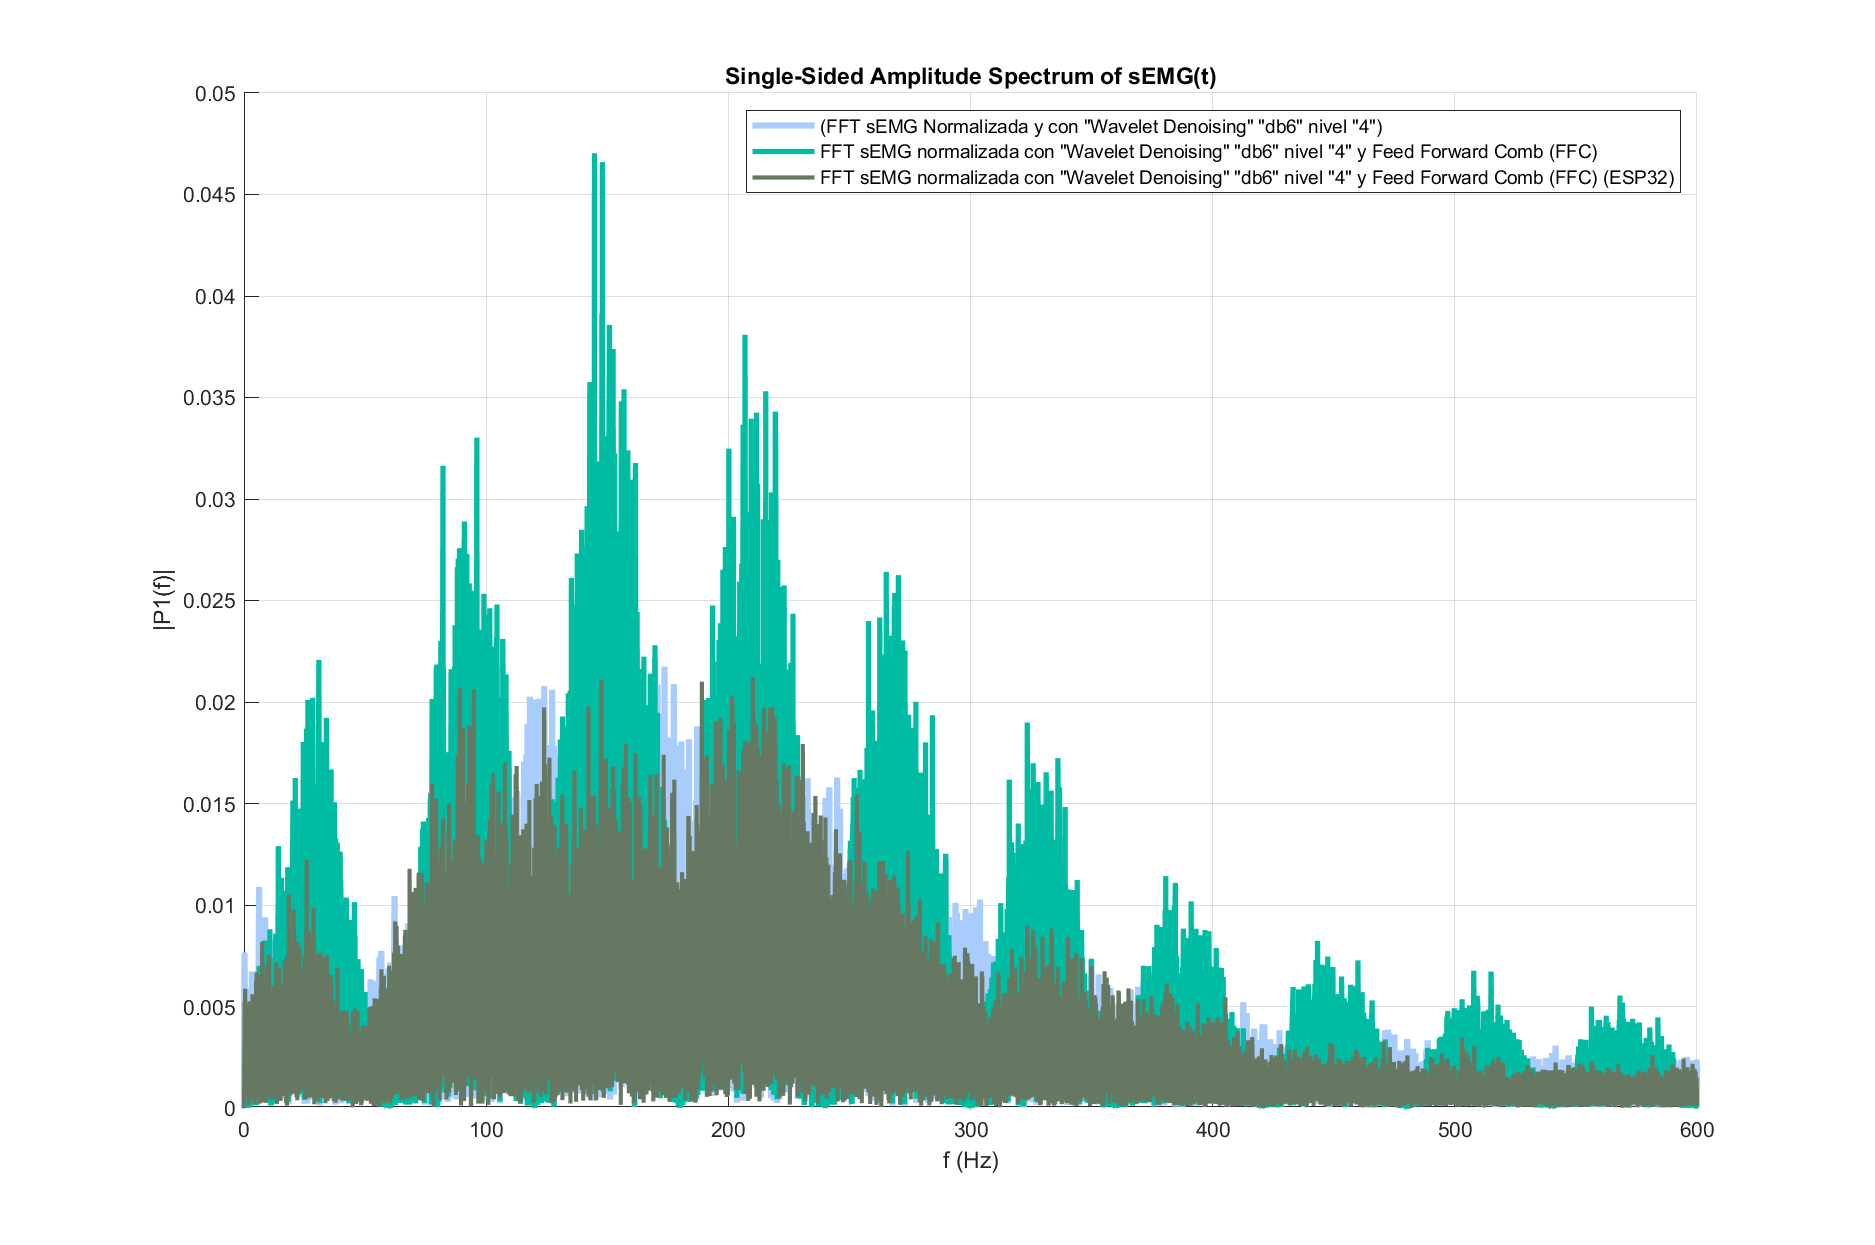 Single-Sided Amplitude Spectrum of sEMG(t)
(FFT sEMG Normalizada y con "Wavelet Denoising" "db6" nivel "4")
FFT sEMG normalizada con "Wavelet Denoising" "db6" nivel "4" y Feed Forward Comb (FFC)
FFT sEMG normalizada con "Wavelet Denoising" "db6" nivel "4" y Feed Forward Comb (FFC) (ESP32)
|P1(f)|
0.05
0.045
0.04
0.035
0.03
0.025
0.02
0.015
0.01
0.005
0
0 100 200 300 400 500 600
f (Hz)